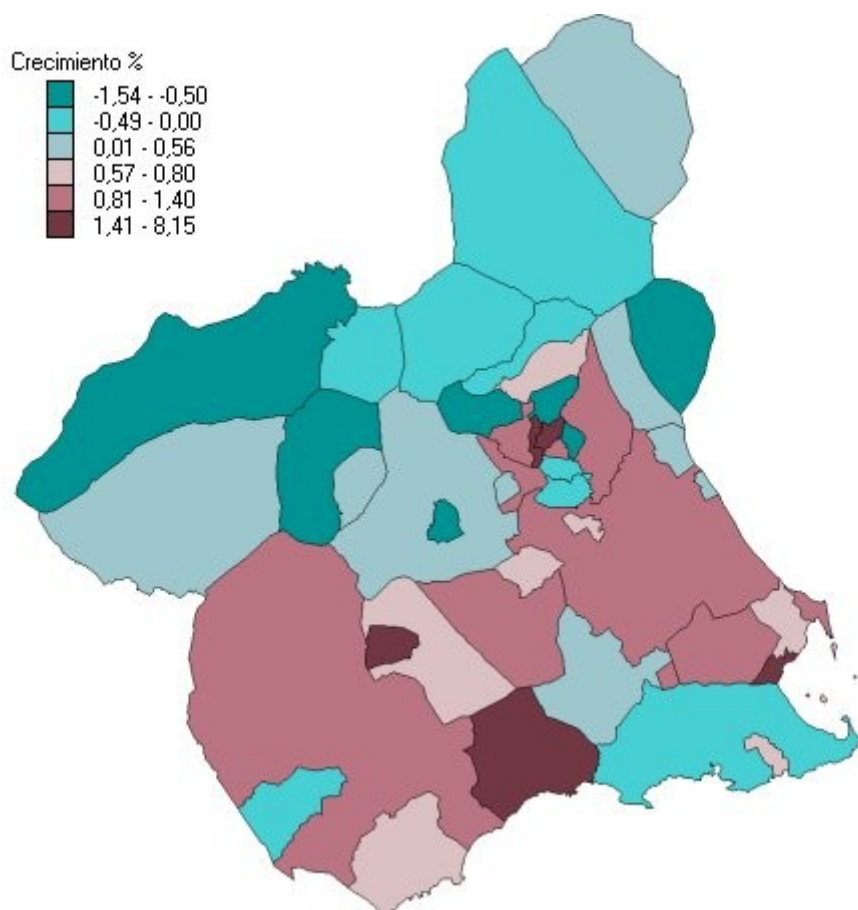 Crecimiento %
-1,54 - -0,50
-0,49 - 0,00
0,01 - 0,56
0,57 - 0,80
0,81 - 1,40
1,41 - 8,15